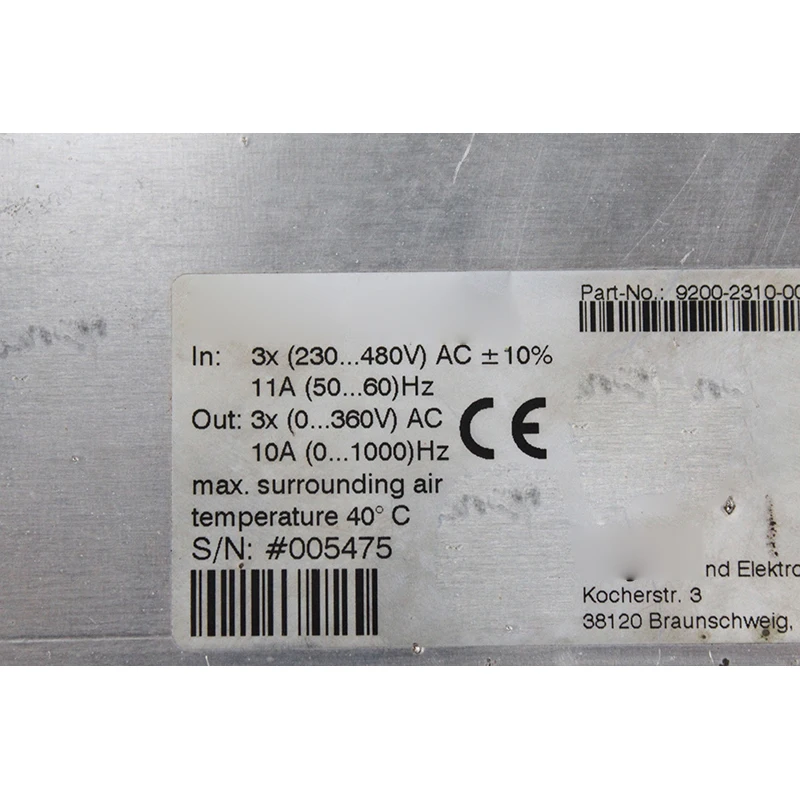 Part-No.: 9200-2310-00
In: 3x (230...480V) AC ±10%
11A (50...60)Hz
Out: 3x (0...360V) AC
10A (0...1000)Hz
CE
max. surrounding air
temperature 40° C
S/N: #005475
nd Elektro
Kocherstr. 3
38120 Braunschweig,